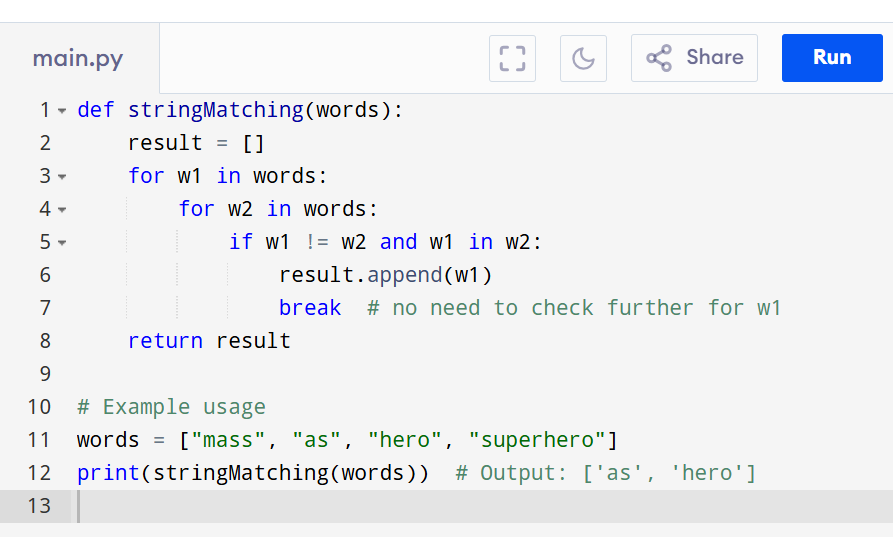 main.py
Share
Run
1 def stringMatching(words):
2     result = []
3     for w1 in words:
4         for w2 in words:
5             if w1 != w2 and w1 in w2:
6                 result.append(w1)
7                 break  # no need to check further for w1
8     return result
9
10 # Example usage
11 words = ["mass", "as", "hero", "superhero"]
12 print(stringMatching(words))  # Output: ['as', 'hero']
13